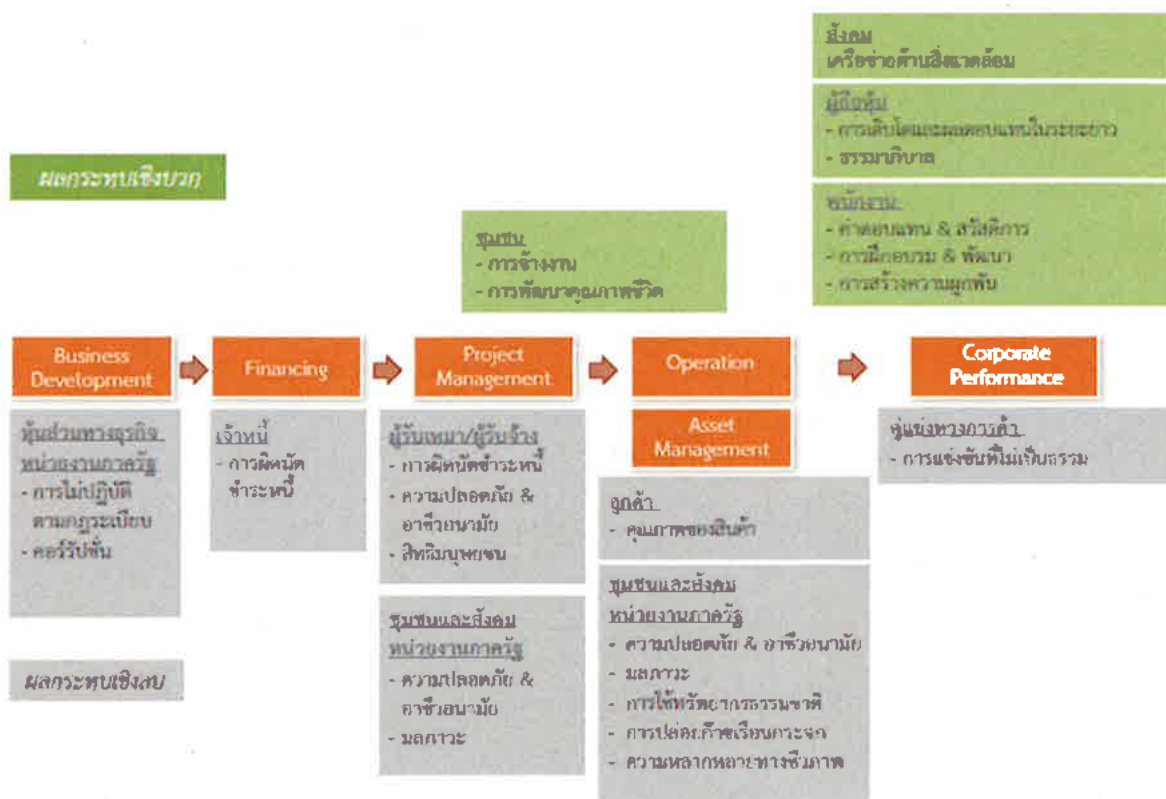 สังคม
เครือข่ายด้านสิ่งแวดล้อม
ผู้ถือหุ้น
- การเติบโตและผลตอบแทนในระยะยาว
- ธรรมาภิบาล
ผลกระทบเชิงบวก
พนักงาน
- ค่าตอบแทน & สวัสดิการ
- การฝึกอบรม & พัฒนา
- การสร้างความผูกพัน
ชุมชน
- การจ้างงาน
- การพัฒนาคุณภาพชีวิต
Business
Development
Financing
Project
Management
Operation
Corporate
Performance
หุ้นส่วนทางธุรกิจ
หน่วยงานภาครัฐ
- การไม่ปฏิบัติ
ตามกฎระเบียบ
- คอร์รัปชั่น
เจ้าหนี้
- การผิดนัด
ชำระหนี้
ผู้รับเหมา/ผู้รับจ้าง
- การผิดนัดชำระหนี้
- ความปลอดภัย &
อาชีวอนามัย
- สิทธิมนุษยชน
ชุมชนและสังคม
หน่วยงานภาครัฐ
- ความปลอดภัย &
อาชีวอนามัย
- มลภาวะ
Asset
Management
ลูกค้า
- คุณภาพของสินค้า
ชุมชนและสังคม
หน่วยงานภาครัฐ
- ความปลอดภัย & อาชีวอนามัย
- มลภาวะ
- การใช้ทรัพยากรธรรมชาติ
- การปล่อยก๊าซเรือนกระจก
- ความหลากหลายทางชีวภาพ
คู่แข่งทางการค้า
- การแข่งขันที่ไม่เป็นธรรม
ผลกระทบเชิงลบ